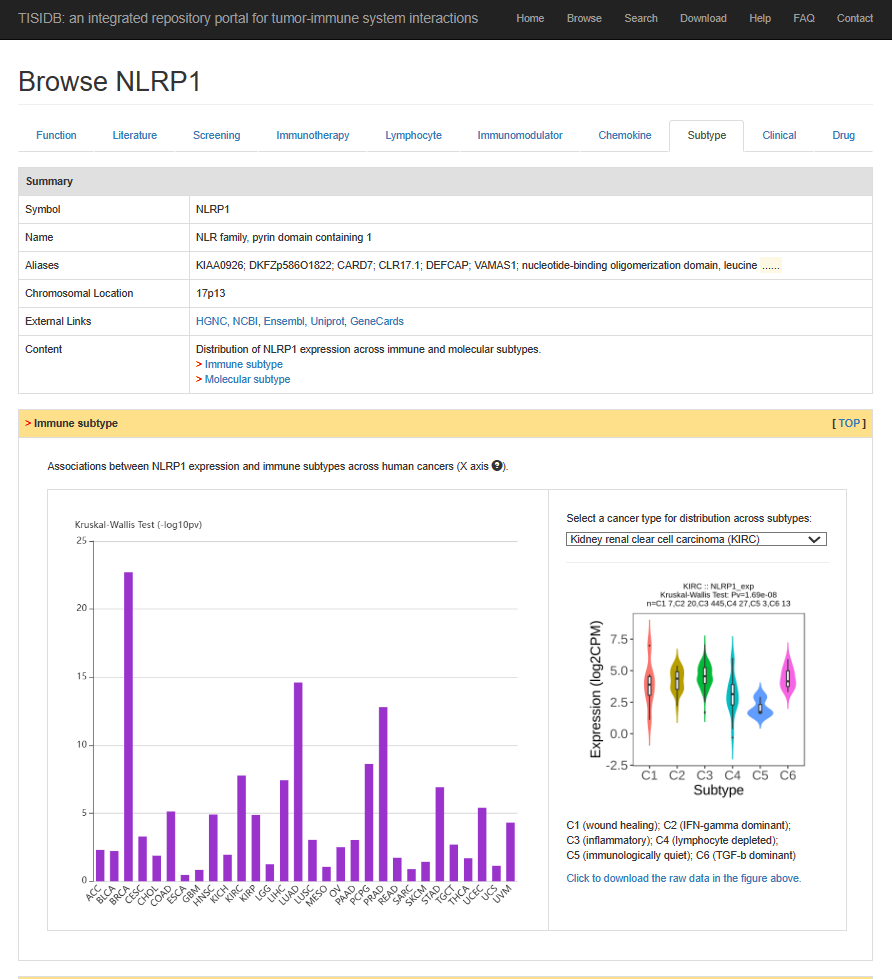 TISIDB: an integrated repository portal for tumor-immune system interactions Home Browse Search Download Help FAQ Contact
Browse NLRP1
Function Literature Screening Immunotherapy Lymphocyte Immunomodulator Chemokine Subtype Clinical Drug
Summary
Symbol NLRP1
Name NLR family, pyrin domain containing 1
Aliases KIAA0926; DKFZp586O1822; CARD7; CLR17.1; DEFCAP; VAMAS1; nucleotide-binding oligomerization domain, leucine ......
Chromosomal Location 17p13
External Links HGNC, NCBI, Ensembl, Uniprot, GeneCards
Content Distribution of NLRP1 expression across immune and molecular subtypes.
> Immune subtype
> Molecular subtype
> Immune subtype [ TOP ]
Associations between NLRP1 expression and immune subtypes across human cancers (X axis ?).
Kruskal-Wallis Test (-log10pv)
25
20
15
10
5
0
ACC BLCA BRCA CESC CHOL COAD ESCA GBM HNSC KICH KIRC KIRP LGG LIHC LUAD LUSC MESO OV PAAD PCPG PRAD READ SARC SKCM STAD TGCT THCA UCEC UCS UVM
Select a cancer type for distribution across subtypes:
Kidney renal clear cell carcinoma (KIRC)
KIRC :: NLRP1_exp
Kruskal-Wallis Test: Pv=1.69e-08
n=C1 7,C2 20,C3 445,C4 27,C5 3,C6 13
Expression (log2CPM)
7.5
5.0
2.5
0.0
-2.5
C1 C2 C3 C4 C5 C6
Subtype
C1 (wound healing); C2 (IFN-gamma dominant);
C3 (inflammatory); C4 (lymphocyte depleted);
C5 (immunologically quiet); C6 (TGF-b dominant)
Click to download the raw data in the figure above.